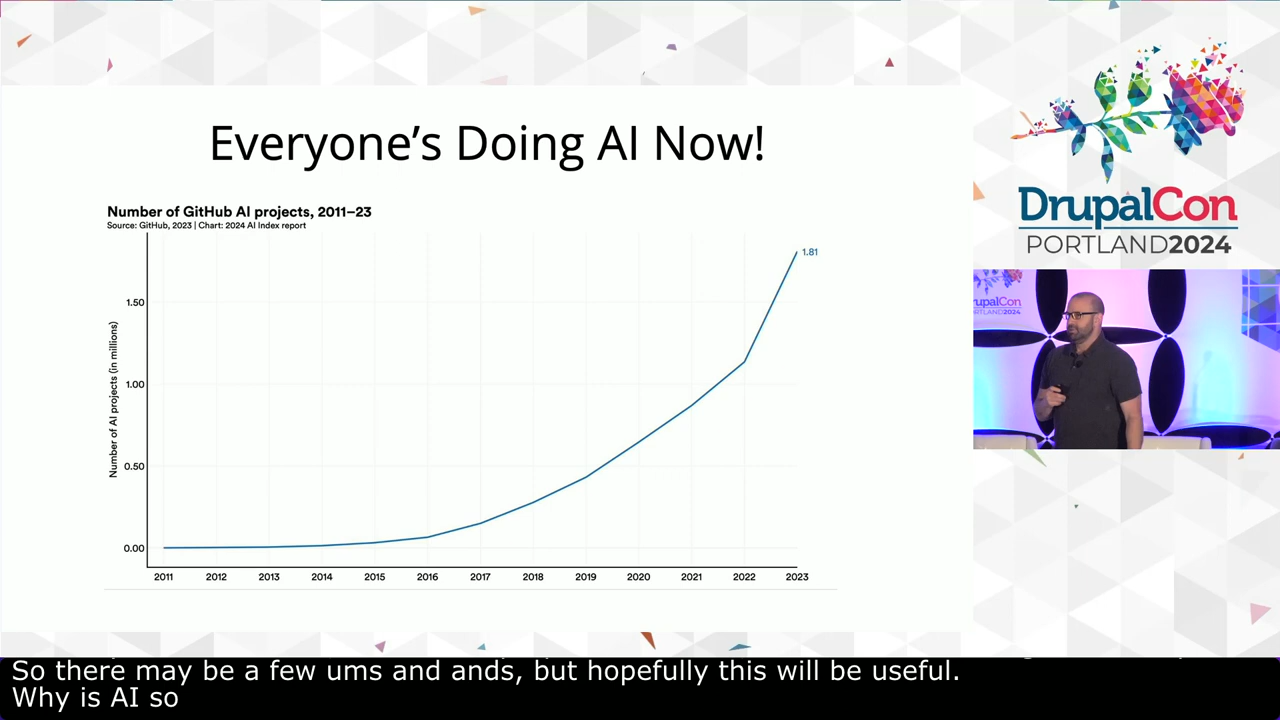 Everyone's Doing AI Now!
Number of GitHub AI projects, 2011–23
Source: GitHub, 2023 | Chart: 2024 AI Index report
Number of AI projects (in millions)
1.81
1.50
1.00
0.50
0.00
2011 2012 2013 2014 2015 2016 2017 2018 2019 2020 2021 2022 2023
DrupalCon
PORTLAND2024
rupalCon
RTLAND2024
So there may be a few ums and ands, but hopefully this will be useful.
Why is AI so